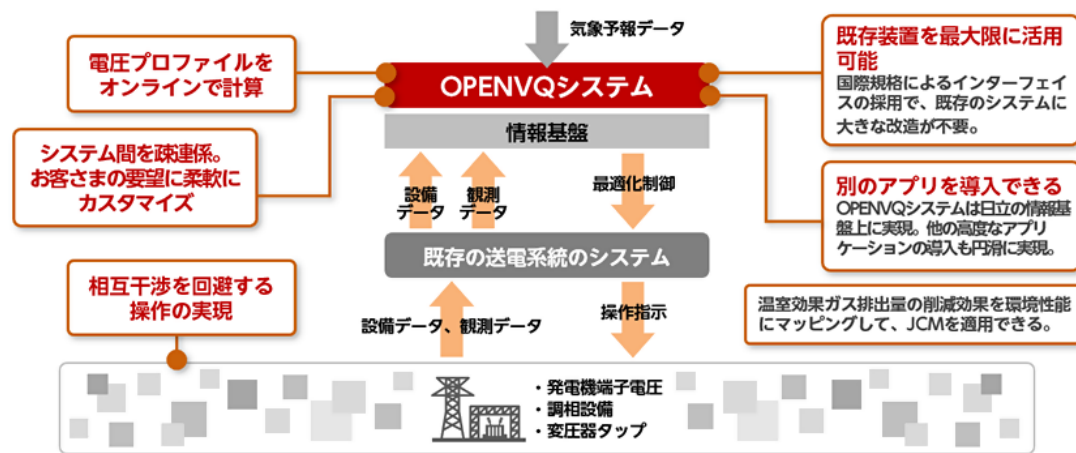 気象予報データ
電圧プロファイルを
オンラインで計算
OPENVQシステム
情報基盤
既存装置を最大限に活用
可能
国際規格によるインターフェイ
スの採用で、既存のシステムに
大きな改造が不要。
システム間を疎連係。
お客さまの要望に柔軟に
カスタマイズ
設備
データ
観測
データ
最適化制御
別のアプリを導入できる
OPENVQシステムは日立の情報基
盤上に実現。他の高度なアプリ
ケーションの導入も円滑に実現。
既存の送電系統のシステム
相互干渉を回避する
操作の実現
設備データ、観測データ
操作指示
温室効果ガス排出量の削減効果を環境性能
にマッピングして、JCMを適用できる。
・発電機端子電圧
・調相設備
・変圧器タップ